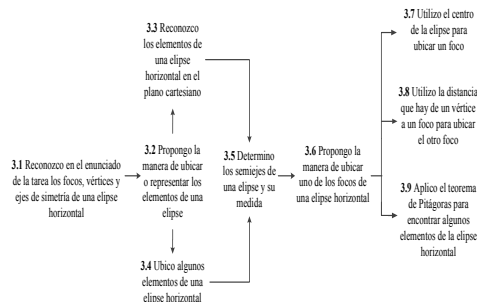 3.1 Reconozco en el enunciado
de la tarea los focos, vértices y
ejes de simetría de una elipse
horizontal
3.3 Reconozco
los elementos de
una elipse
horizontal en el
plano cartesiano
3.2 Propongo la
manera de ubicar
o representar los
elementos de una
elipse
3.4 Ubico algunos
elementos de una
elipse horizontal
3.5 Determino
los semiejes de
una elipse y su
medida
3.6 Propongo la
manera de ubicar
uno de los focos de
una elipse horizontal
3.7 Utilizo el centro
de la elipse para
ubicar un foco
3.8 Utilizo la distancia
que hay de un vértice
a un foco para ubicar
el otro foco
3.9 Aplico el teorema
de Pitágoras para
encontrar algunos
elementos de la elipse
horizontal